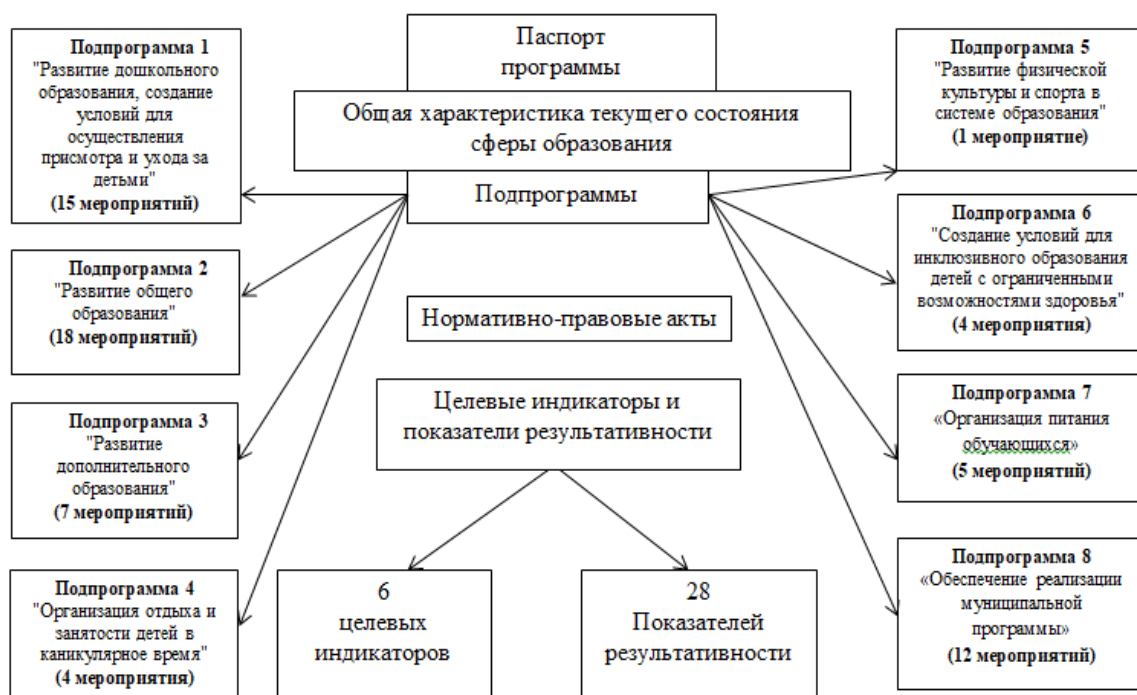 Подпрограмма 1
"Развитие дошкольного
образования, создание
условий для
осуществления
присмотра и ухода за
детьми"
(15 мероприятий)
Подпрограмма 2
"Развитие общего
образования"
(18 мероприятий)
Подпрограмма 3
"Развитие
дополнительного
образования"
(7 мероприятий)
Подпрограмма 4
"Организация отдыха и
занятости детей в
каникулярное время"
(4 мероприятия)
Паспорт
программы
Общая характеристика текущего состояния
сферы образования
Подпрограммы
Нормативно-правовые акты
Целевые индикаторы и
показатели результативности
6
целевых
индикаторов
28
Показателей
результативности
Подпрограмма 5
"Развитие физической
культуры и спорта в
системе образования"
(1 мероприятие)
Подпрограмма 6
"Создание условий для
инклюзивного образования
детей с ограниченными
возможностями здоровья"
(4 мероприятия)
Подпрограмма 7
«Организация питания
обучающихся»
(5 мероприятий)
Подпрограмма 8
«Обеспечение реализации
муниципальной
программы»
(12 мероприятий)